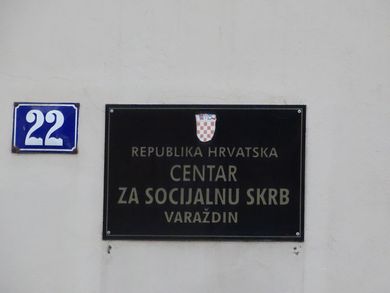 22
REPUBLIKA HRVATSKA
CENTAR
ZA SOCIJALNU SKRB
VARAŽDIN